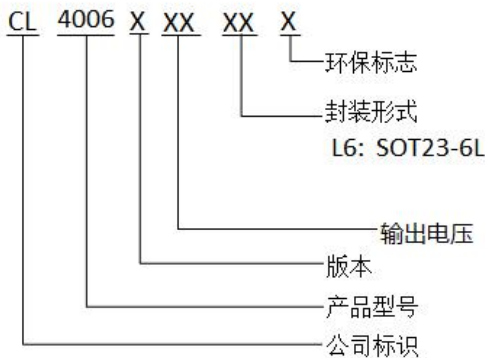 CL 4006 X XX XX X
环保标志
封装形式
L6: SOT23-6L
输出电压
版本
产品型号
公司标识